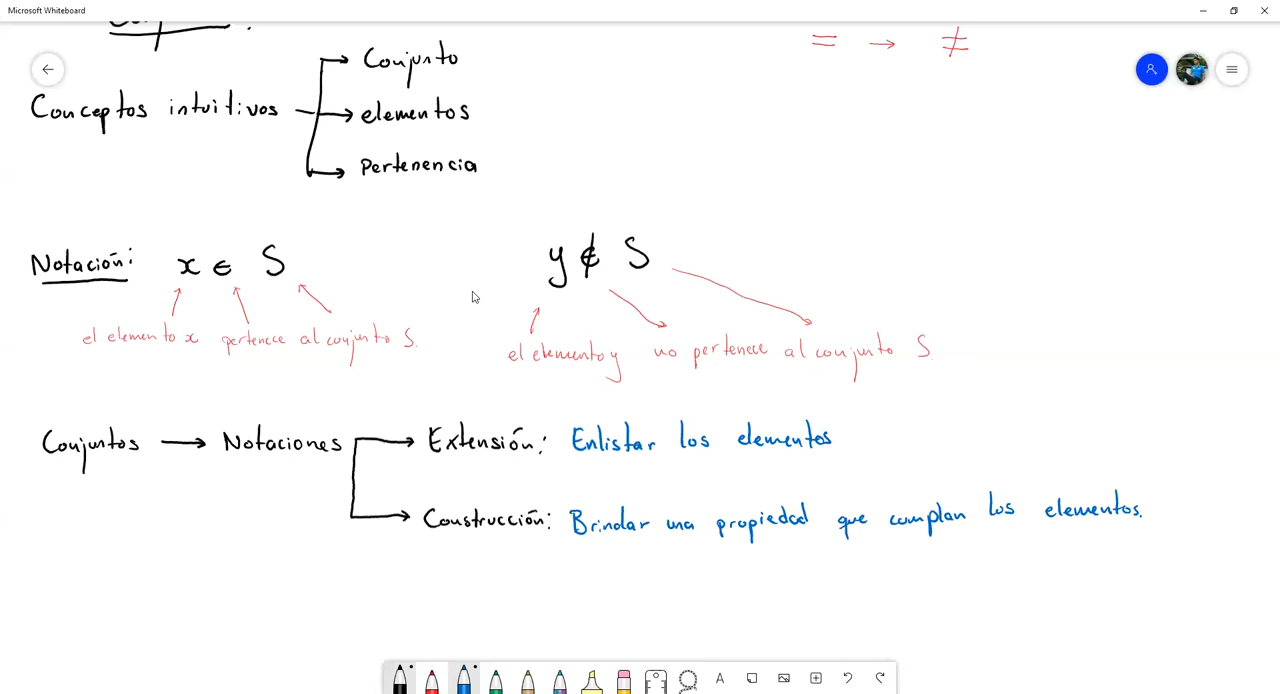 Microsoft Whiteboard
= → ≠
Conjunto
Conceptos intuitivos → elementos
Pertenencia
Notación: x ∈ S
y ∉ S
el elemento x pertenece al conjunto S.
el elemento y no pertenece al conjunto S
Conjuntos → Notaciones → Extensión: Enlistar los elementos
Construcción: Brindar una propiedad que cumplan los elementos.
A